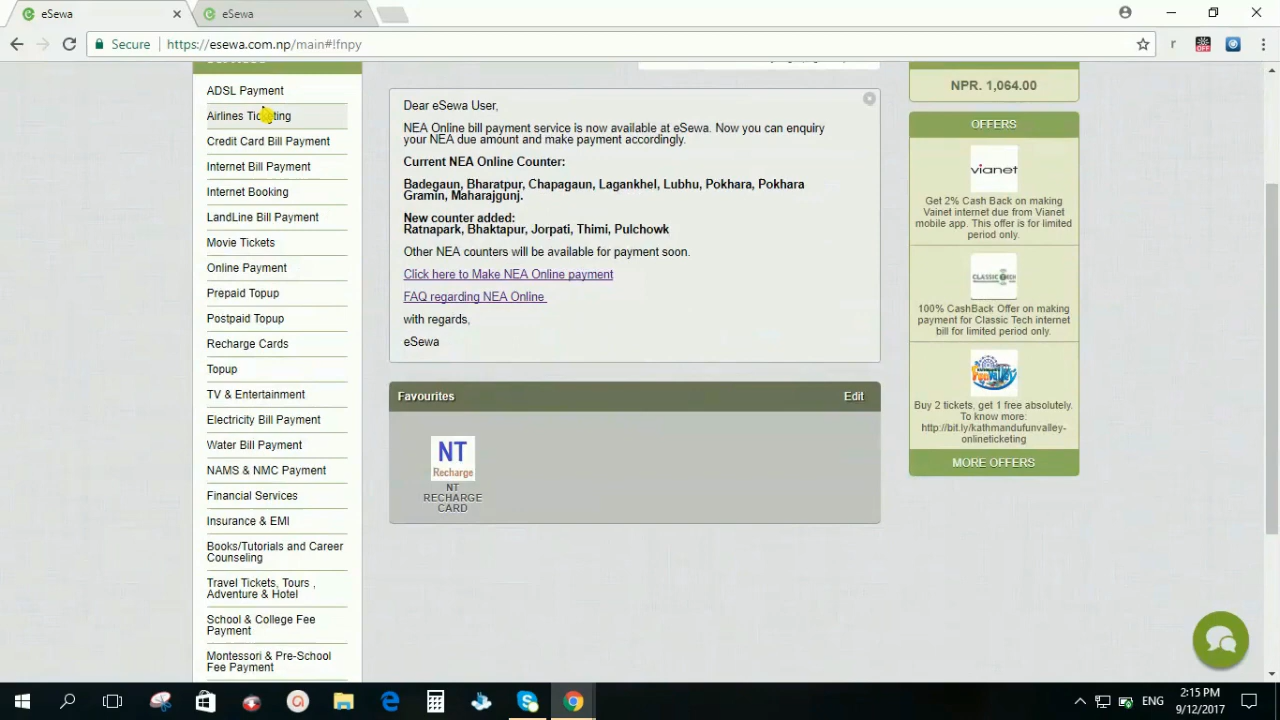 eSewa
eSewa
Secure
https://esewa.com.np/main#!fnpy
r
OFF
ADSL Payment
Airlines Ticketing
Credit Card Bill Payment
Internet Bill Payment
Internet Booking
LandLine Bill Payment
Movie Tickets
Online Payment
Prepaid Topup
Postpaid Topup
Recharge Cards
Topup
TV & Entertainment
Electricity Bill Payment
Water Bill Payment
NAMS & NMC Payment
Financial Services
Insurance & EMI
Books/Tutorials and Career
Counseling
Travel Tickets, Tours ,
Adventure & Hotel
School & College Fee
Payment
Montessori & Pre-School
Fee Payment
Dear eSewa User,
NEA Online bill payment service is now available at eSewa. Now you can enquiry
your NEA due amount and make payment accordingly.
Current NEA Online Counter:
Badegaun, Bharatpur, Chapagaun, Lagankhel, Lubhu, Pokhara, Pokhara
Gramin, Maharajgunj.
New counter added:
Ratnapark, Bhaktapur, Jorpati, Thimi, Pulchowk
Other NEA counters will be available for payment soon.
Click here to Make NEA Online payment
FAQ regarding NEA Online
with regards,
eSewa
Favourites
Edit
NT
Recharge
NT
RECHARGE
CARD
NPR. 1,064.00
OFFERS
vianet
Get 2% Cash Back on making
Vainet internet due from Vianet
mobile app. This offer is for limited
period only.
CLASSIC TECH
100% CashBack Offer on making
payment for Classic Tech internet
bill for limited period only.
Buy 2 tickets, get 1 free absolutely.
To know more:
http://bit.ly/kathmandufunvalley-
onlineticketing
MORE OFFERS
ENG
2:15 PM
9/12/2017